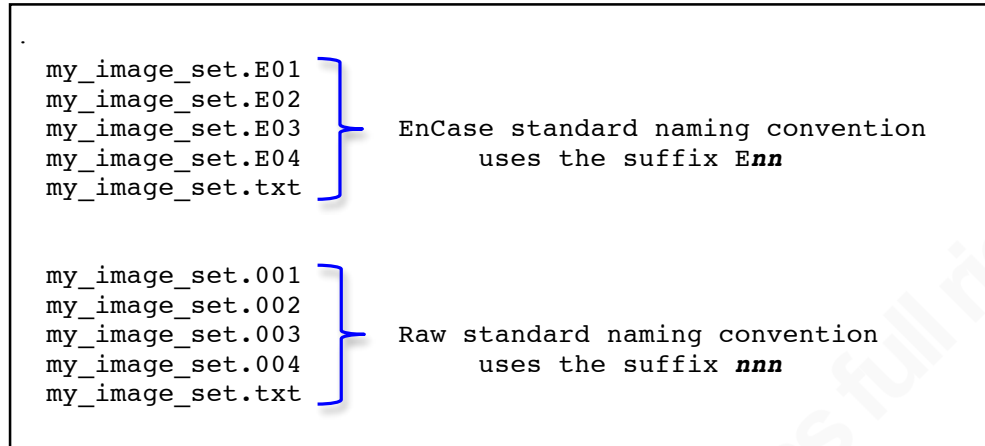 .
my_image_set.E01
my_image_set.E02
my_image_set.E03
my_image_set.E04
my_image_set.txt
EnCase standard naming convention
uses the suffix Enn
my_image_set.001
my_image_set.002
my_image_set.003
my_image_set.004
my_image_set.txt
Raw standard naming convention
uses the suffix nnn